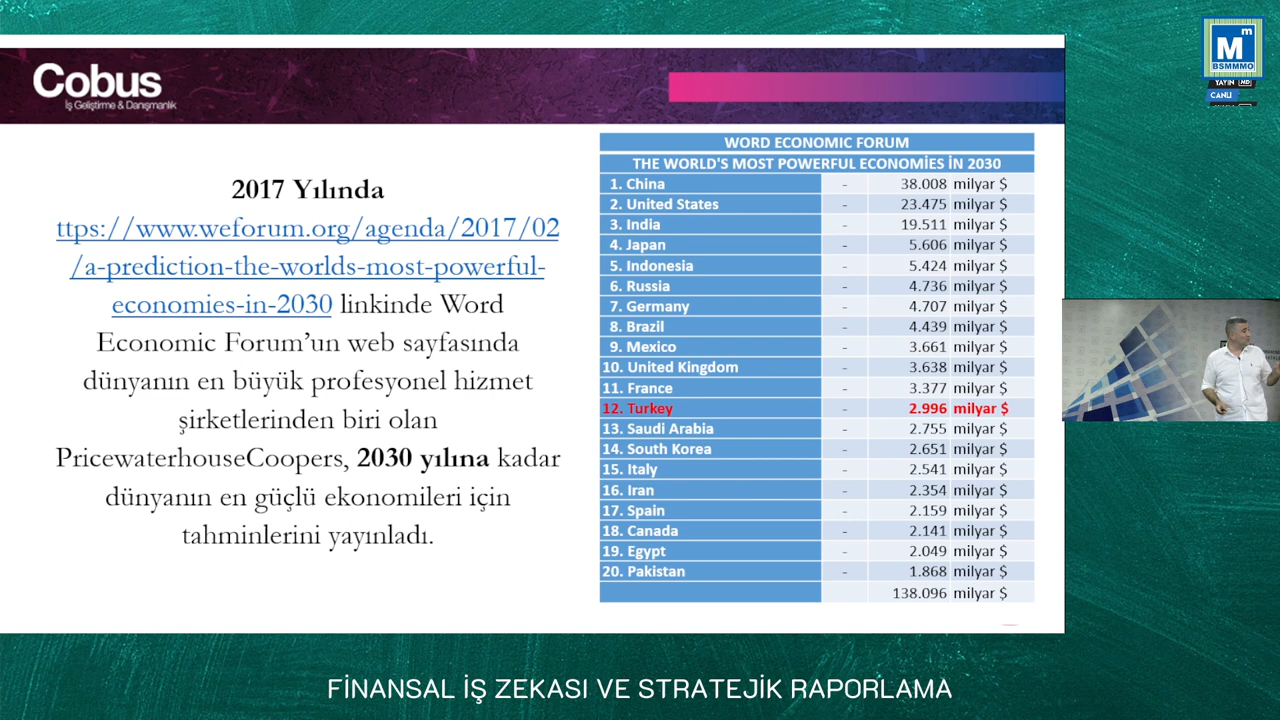 Cobus
İş Geliştirme & Danışmanlık
M m
BSMMMO
YAYIN HD
CANLI
2017 Yılında
ttps://www.weforum.org/agenda/2017/02
/a-prediction-the-worlds-most-powerful-
economies-in-2030 linkinde Word
Economic Forum’un web sayfasında
dünyanın en büyük profesyonel hizmet
şirketlerinden biri olan
PricewaterhouseCoopers, 2030 yılına kadar
dünyanın en güçlü ekonomileri için
tahminlerini yayınladı.
WORD ECONOMIC FORUM
THE WORLD'S MOST POWERFUL ECONOMİES İN 2030
1. China - 38.008 milyar $
2. United States - 23.475 milyar $
3. India - 19.511 milyar $
4. Japan - 5.606 milyar $
5. Indonesia - 5.424 milyar $
6. Russia - 4.736 milyar $
7. Germany - 4.707 milyar $
8. Brazil - 4.439 milyar $
9. Mexico - 3.661 milyar $
10. United Kingdom - 3.638 milyar $
11. France - 3.377 milyar $
12. Turkey - 2.996 milyar $
13. Saudi Arabia - 2.755 milyar $
14. South Korea - 2.651 milyar $
15. Italy - 2.541 milyar $
16. Iran - 2.354 milyar $
17. Spain - 2.159 milyar $
18. Canada - 2.141 milyar $
19. Egypt - 2.049 milyar $
20. Pakistan - 1.868 milyar $
138.096 milyar $
FİNANSAL İŞ ZEKASI VE STRATEJİK RAPORLAMA